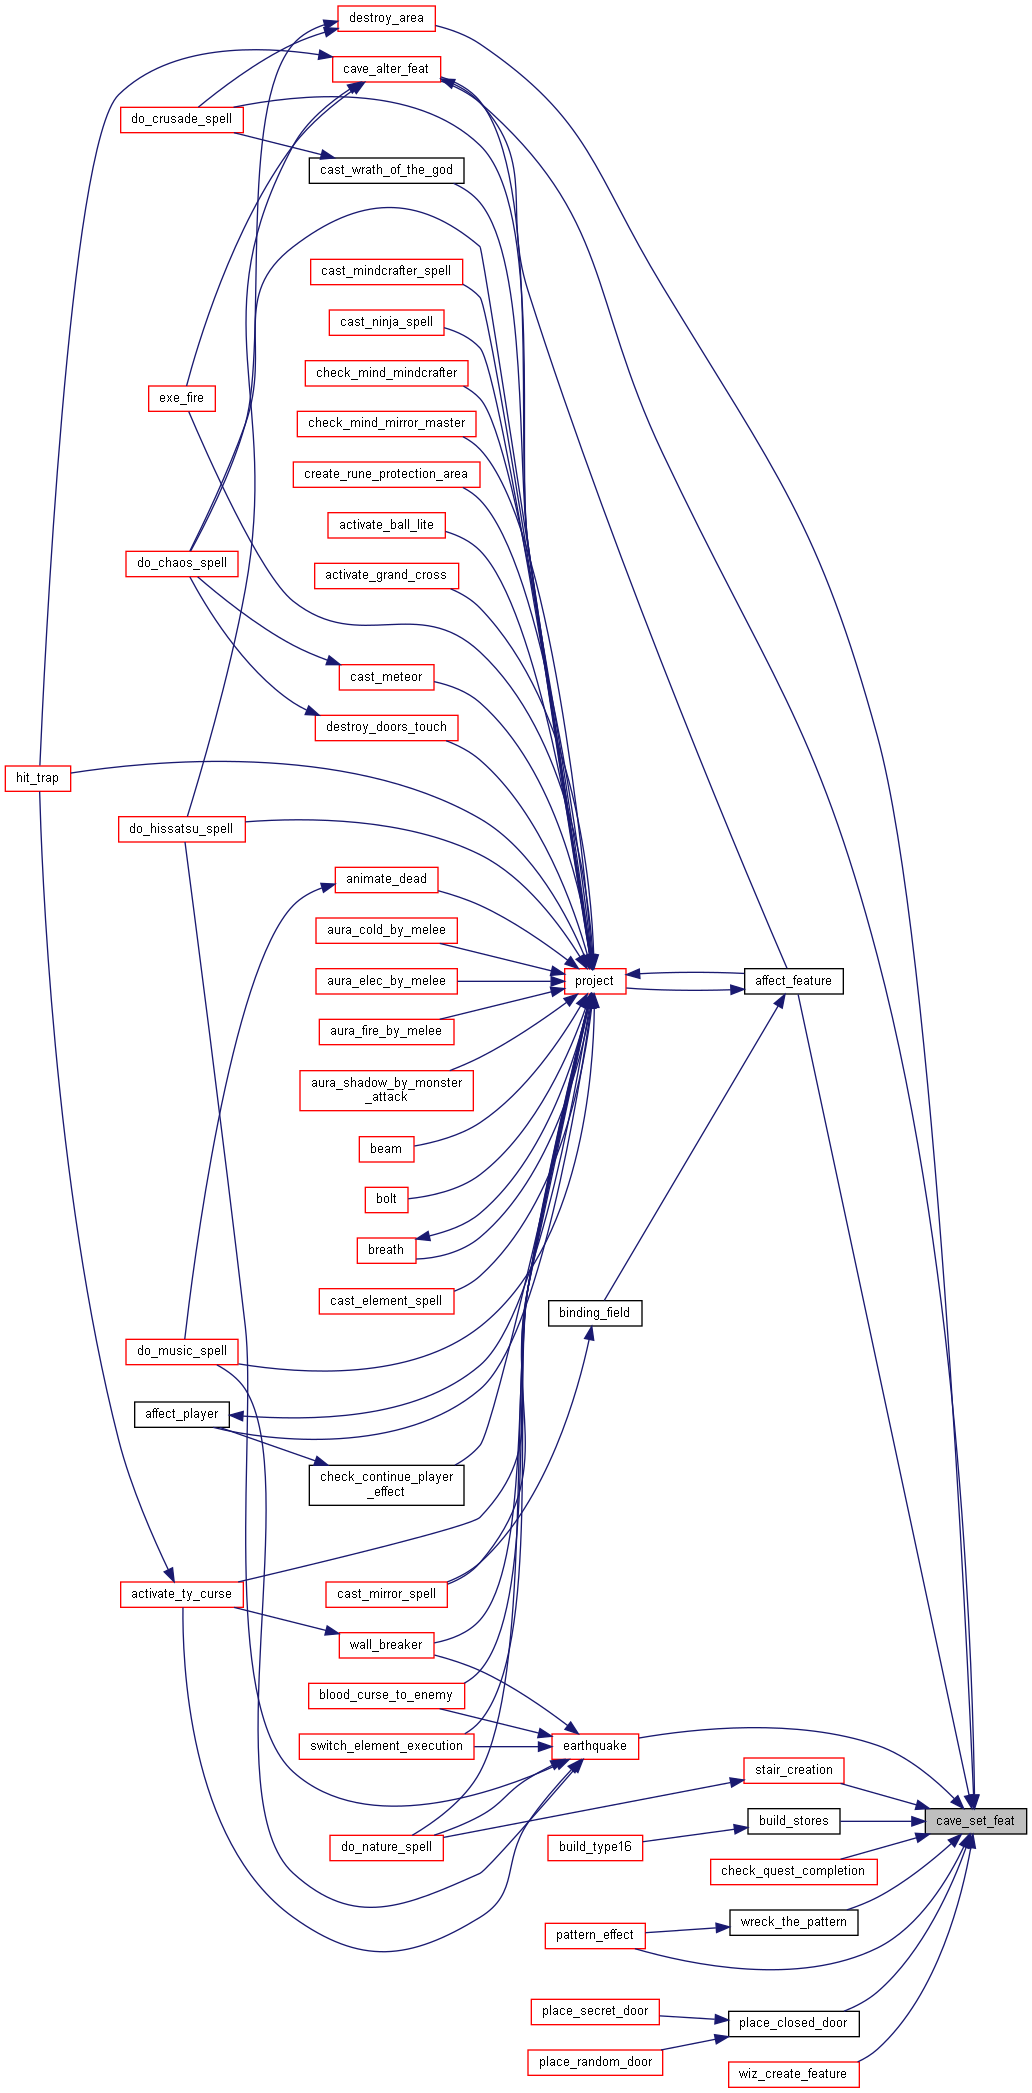 destroy_area
cave_alter_feat
do_crusade_spell
cast_wrath_of_the_god
cast_mindcrafter_spell
cast_ninja_spell
check_mind_mindcrafter
exe_fire
check_mind_mirror_master
create_rune_protection_area
activate_ball_lite
do_chaos_spell
activate_grand_cross
cast_meteor
destroy_doors_touch
hit_trap
do_hissatsu_spell
animate_dead
aura_cold_by_melee
aura_elec_by_melee
project
affect_feature
aura_fire_by_melee
aura_shadow_by_monster
_attack
beam
bolt
breath
cast_element_spell
binding_field
do_music_spell
affect_player
check_continue_player
_effect
activate_ty_curse
cast_mirror_spell
wall_breaker
blood_curse_to_enemy
switch_element_execution
earthquake
stair_creation
cave_set_feat
build_stores
do_nature_spell
build_type16
check_quest_completion
wreck_the_pattern
pattern_effect
place_secret_door
place_closed_door
place_random_door
wiz_create_feature